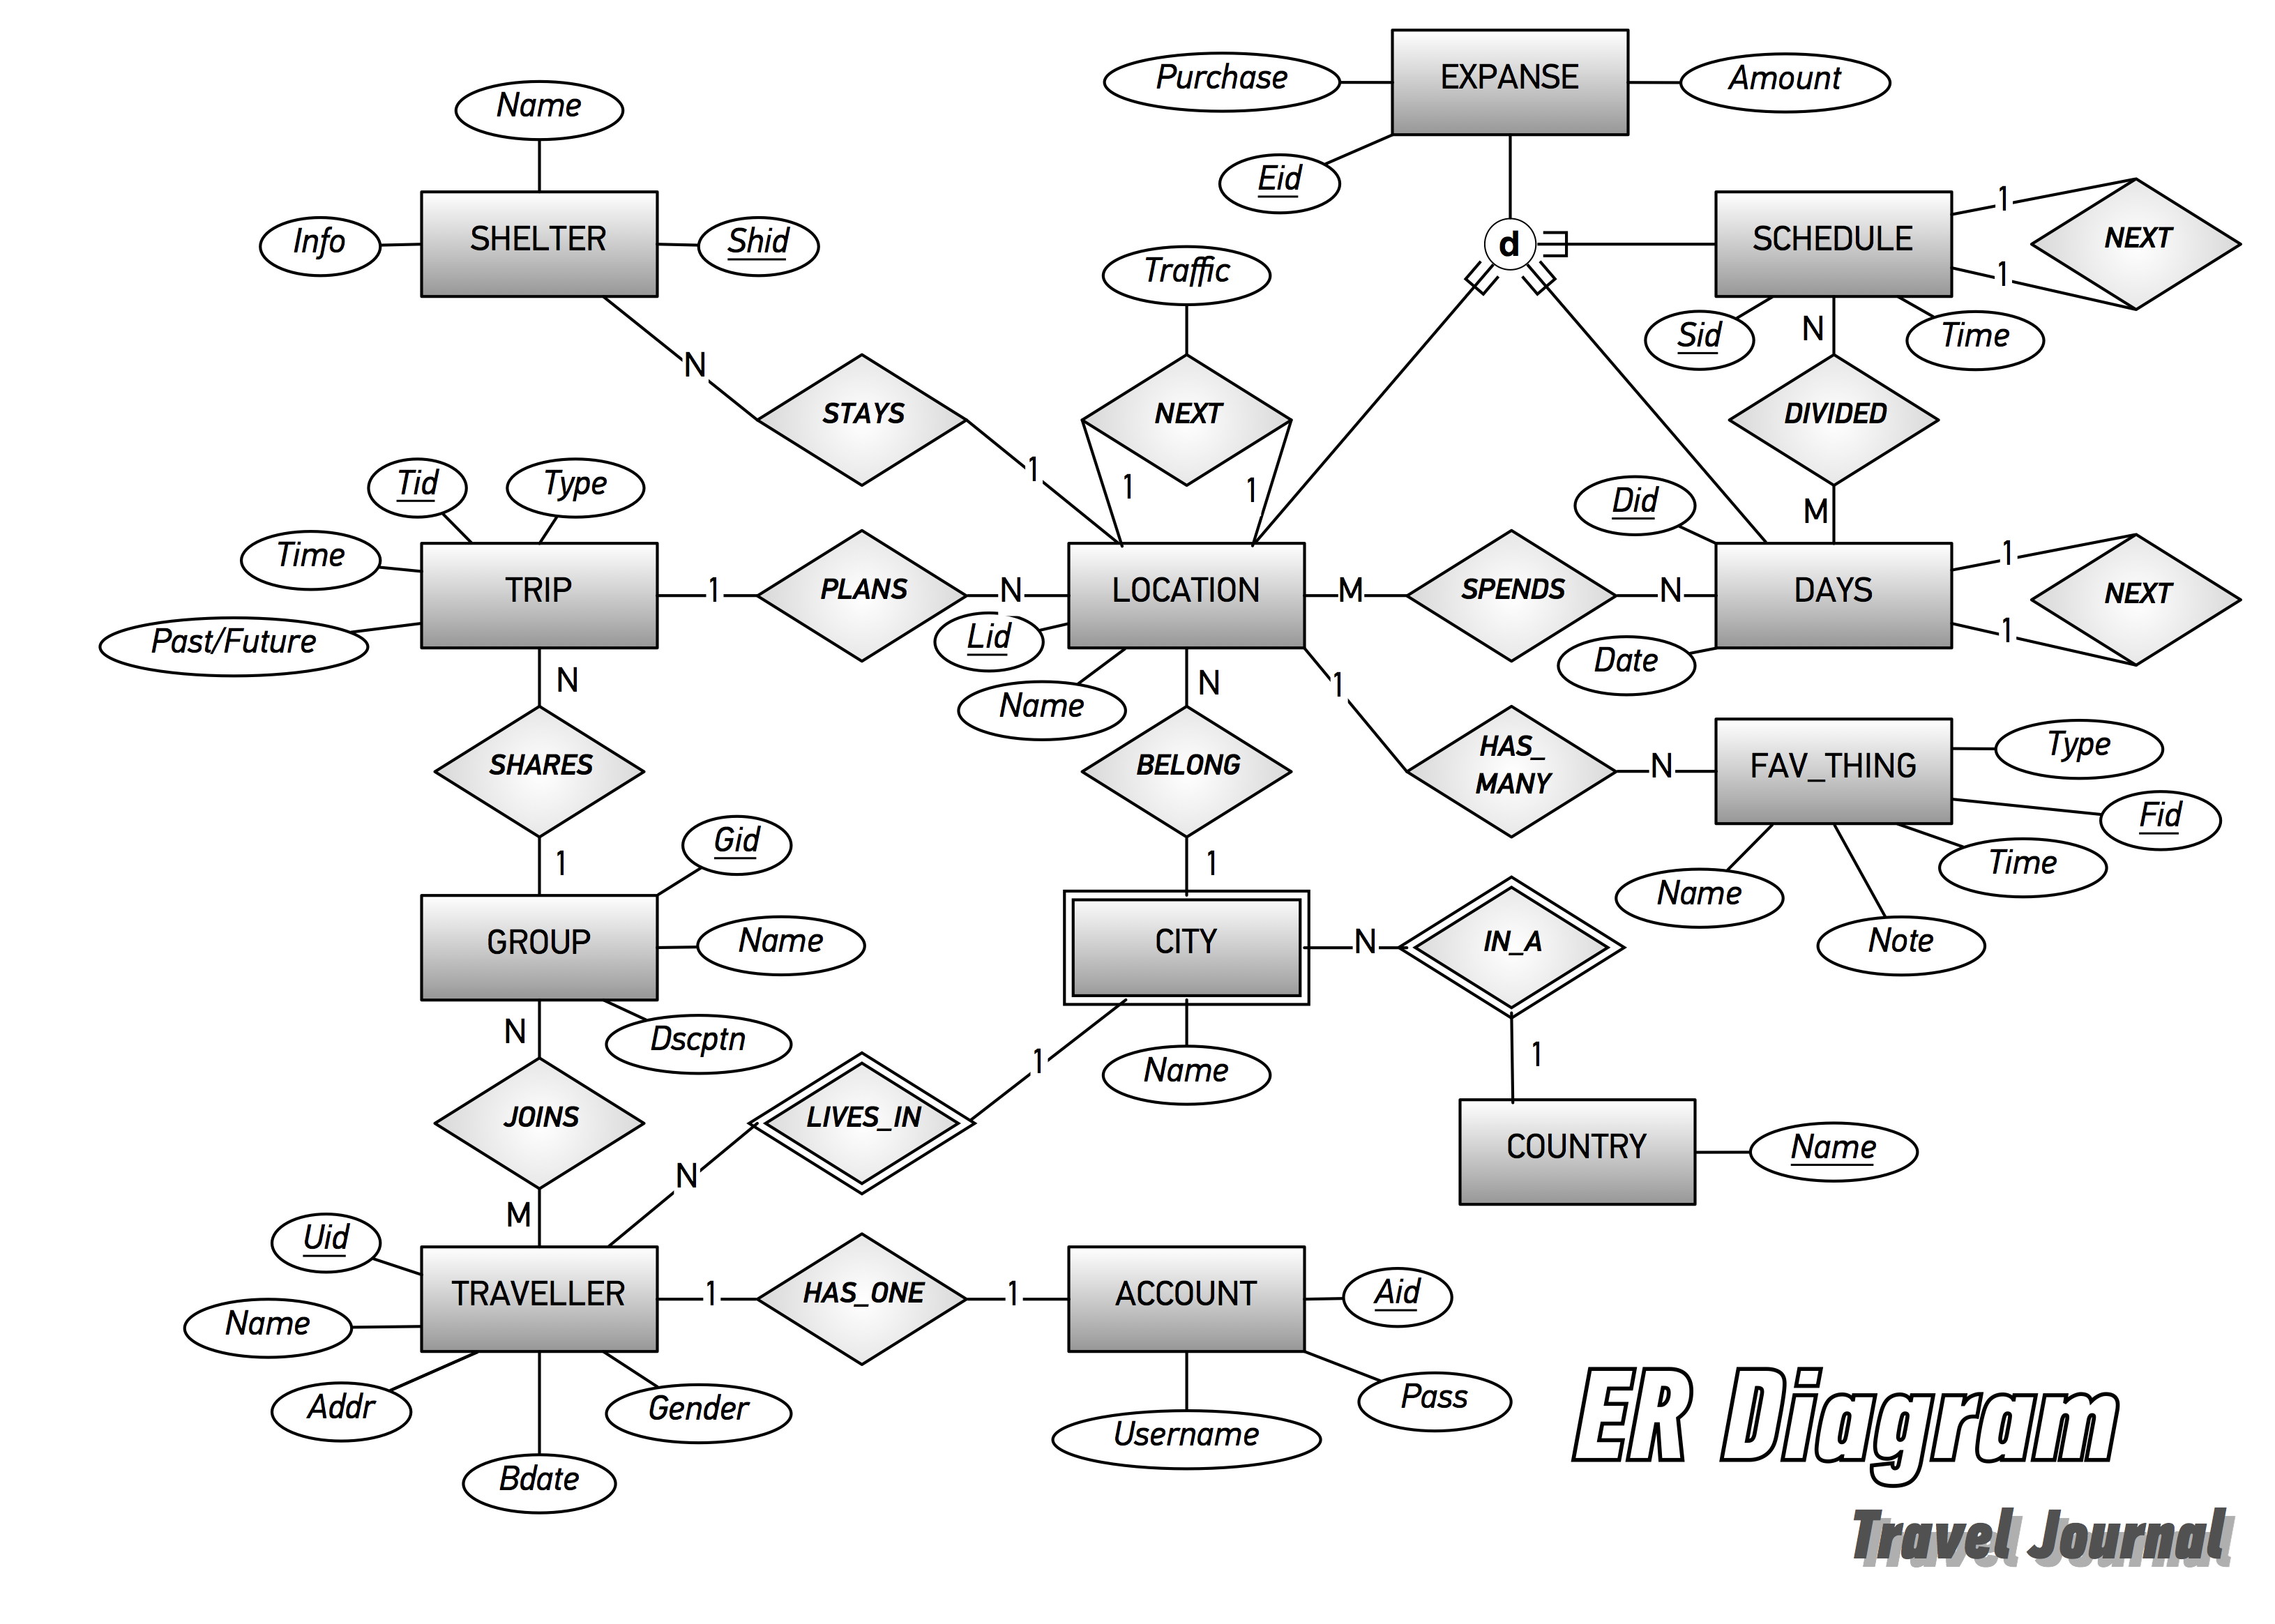 EXPANSE
Purchase
Amount
Eid
Name
SHELTER
Info
Shid
d
SCHEDULE
1
1
NEXT
Sid
N
Time
Traffic
NEXT
1
1
N
STAYS
1
DIVIDED
M
Tid
Type
Time
Past/Future
TRIP
1
PLANS
N
LOCATION
Lid
Name
M
SPENDS
N
Did
Date
DAYS
1
1
NEXT
N
SHARES
1
N
BELONG
1
1
HAS_
MANY
N
FAV_THING
Type
Fid
Time
Name
Note
Gid
GROUP
Name
Dscptn
CITY
Name
N
IN_A
1
COUNTRY
Name
N
JOINS
M
LIVES_IN
1
N
Uid
TRAVELLER
Name
Addr
Bdate
Gender
1
HAS_ONE
1
ACCOUNT
Aid
Pass
Username
ER Diagram
Travel Journal